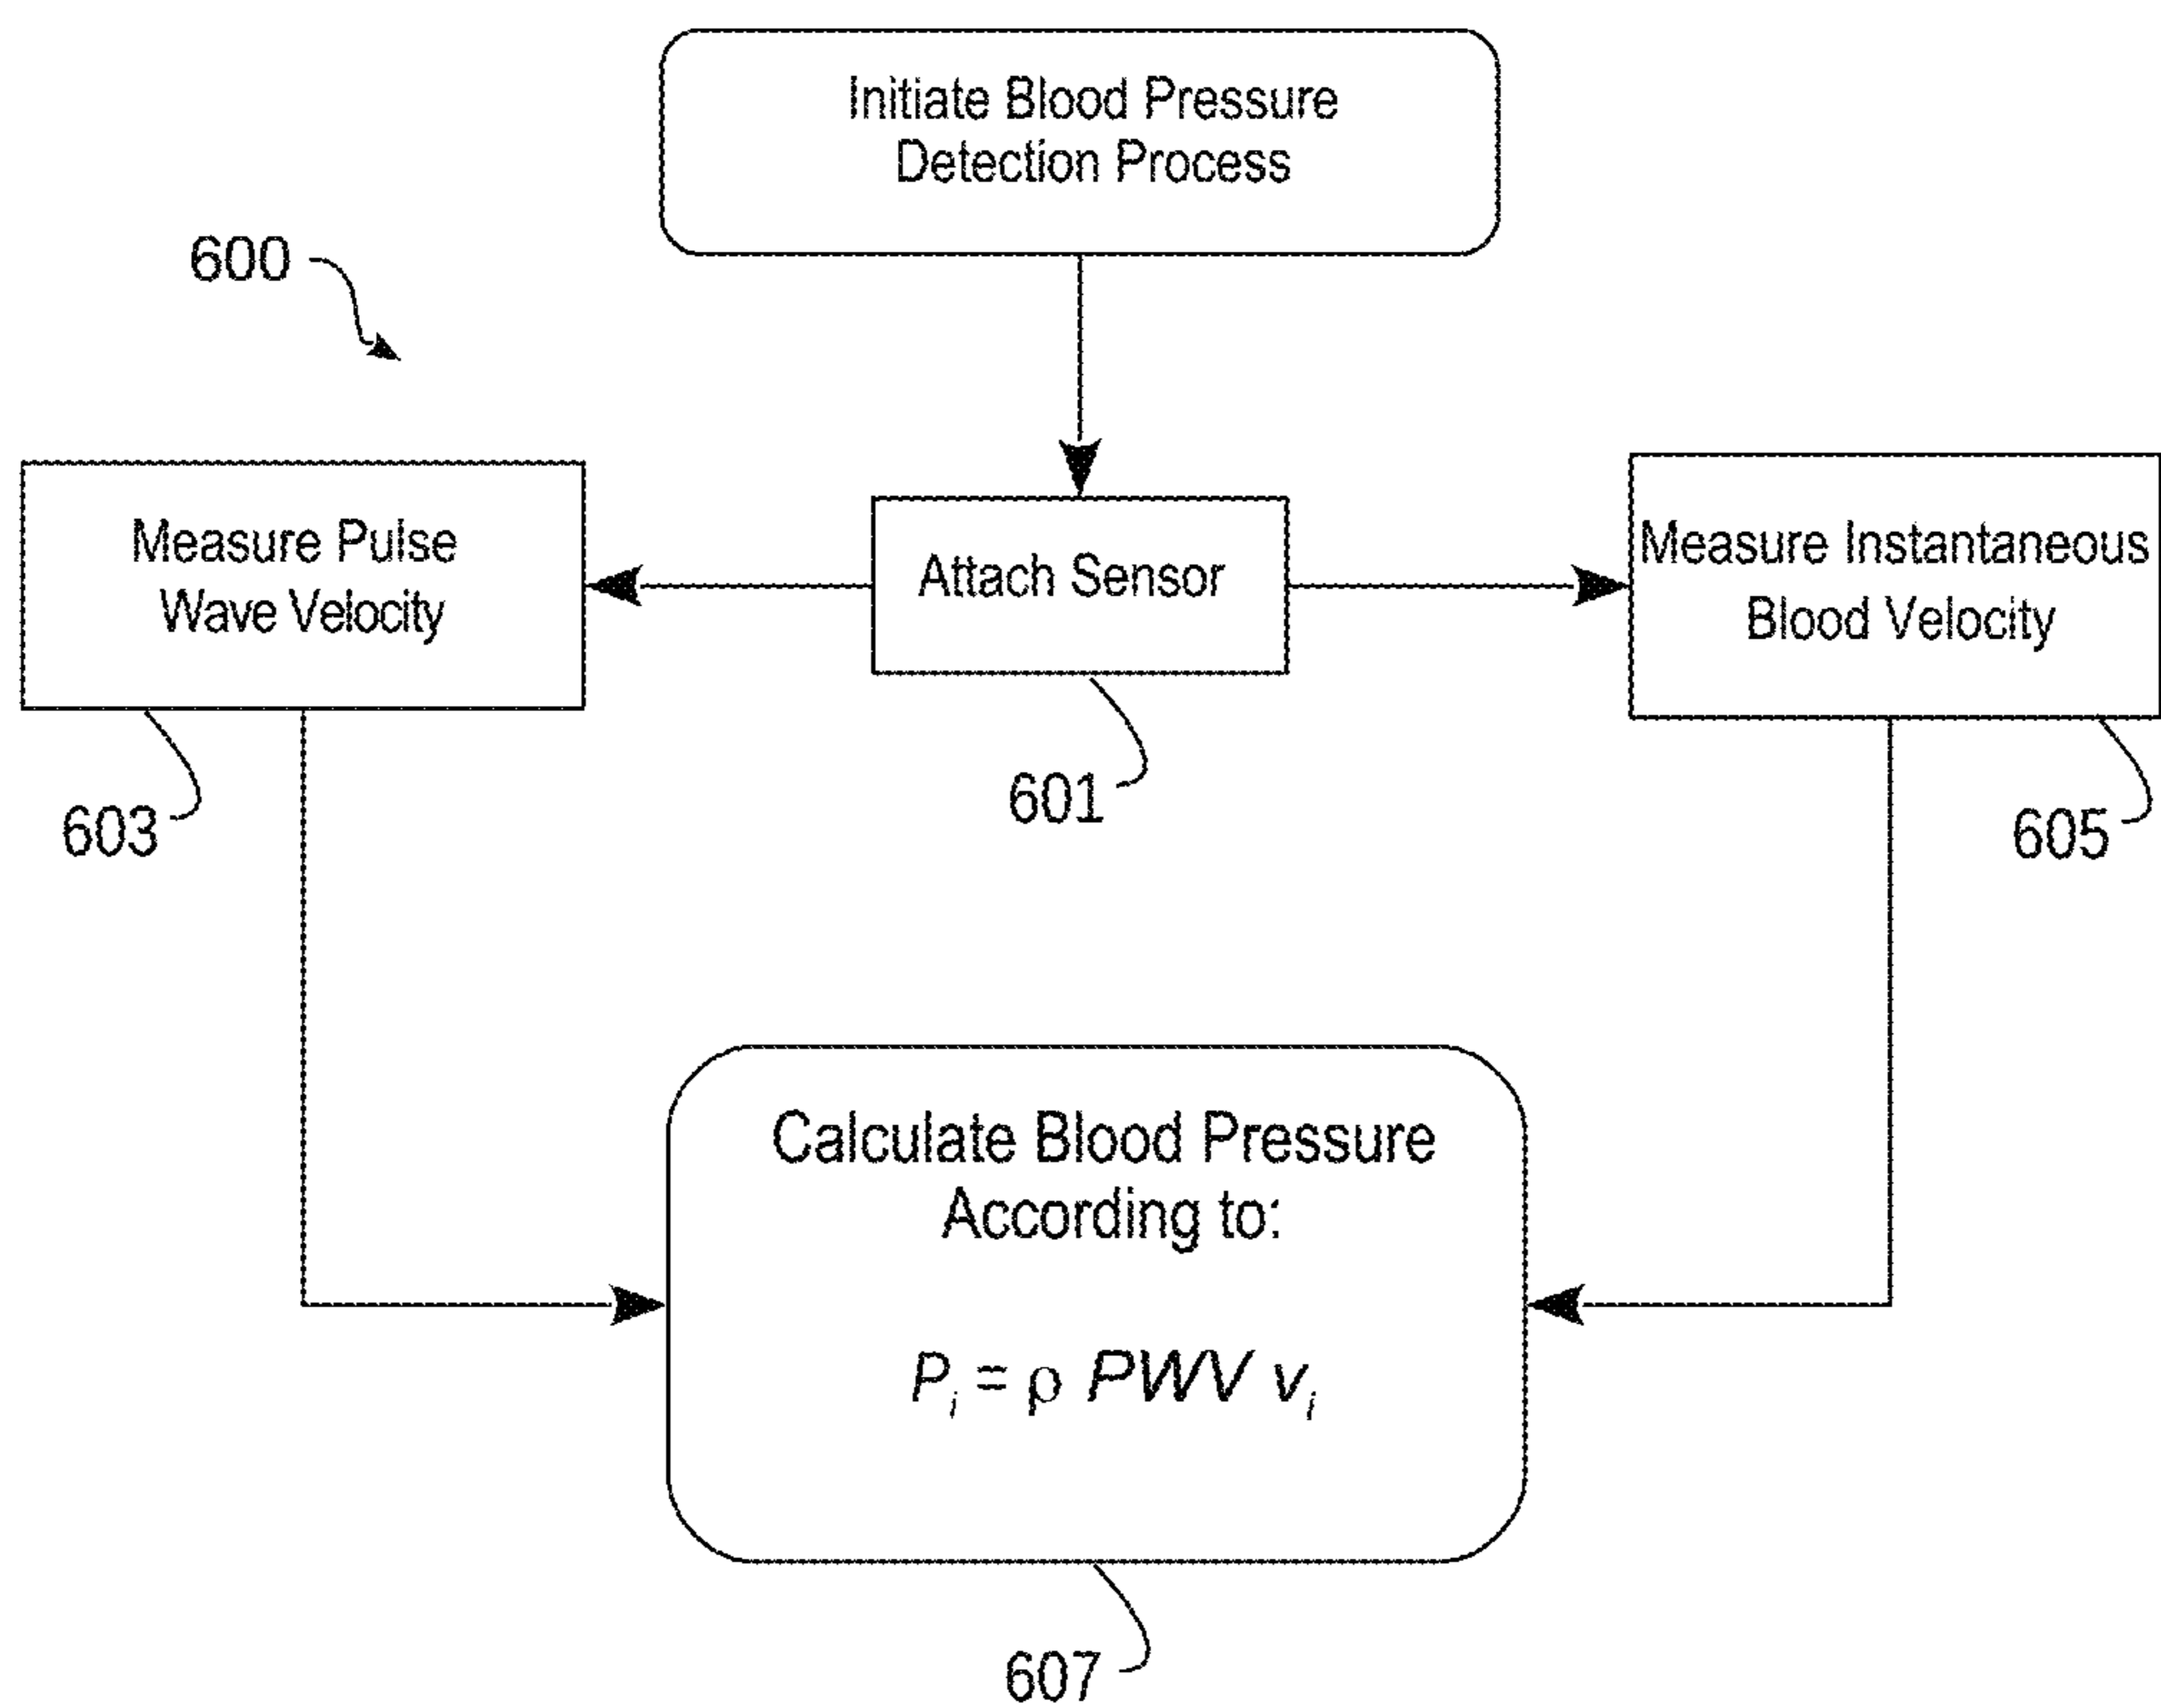 Initiate Blood Pressure
Detection Process
600
Measure Pulse
Wave Velocity
Attach Sensor
Measure Instantaneous
Blood Velocity
603
601
605
Calculate Blood Pressure
According to:
P_i = ρ PWV v_i
607